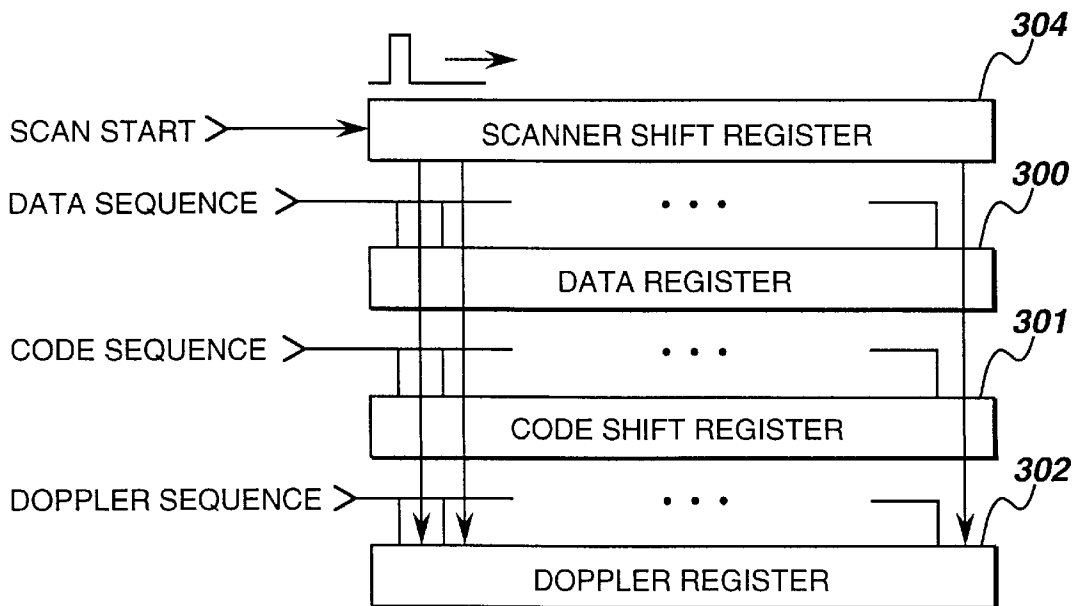 304
SCAN START
SCANNER SHIFT REGISTER
300
DATA SEQUENCE
DATA REGISTER
301
CODE SEQUENCE
CODE SHIFT REGISTER
302
DOPPLER SEQUENCE
DOPPLER REGISTER